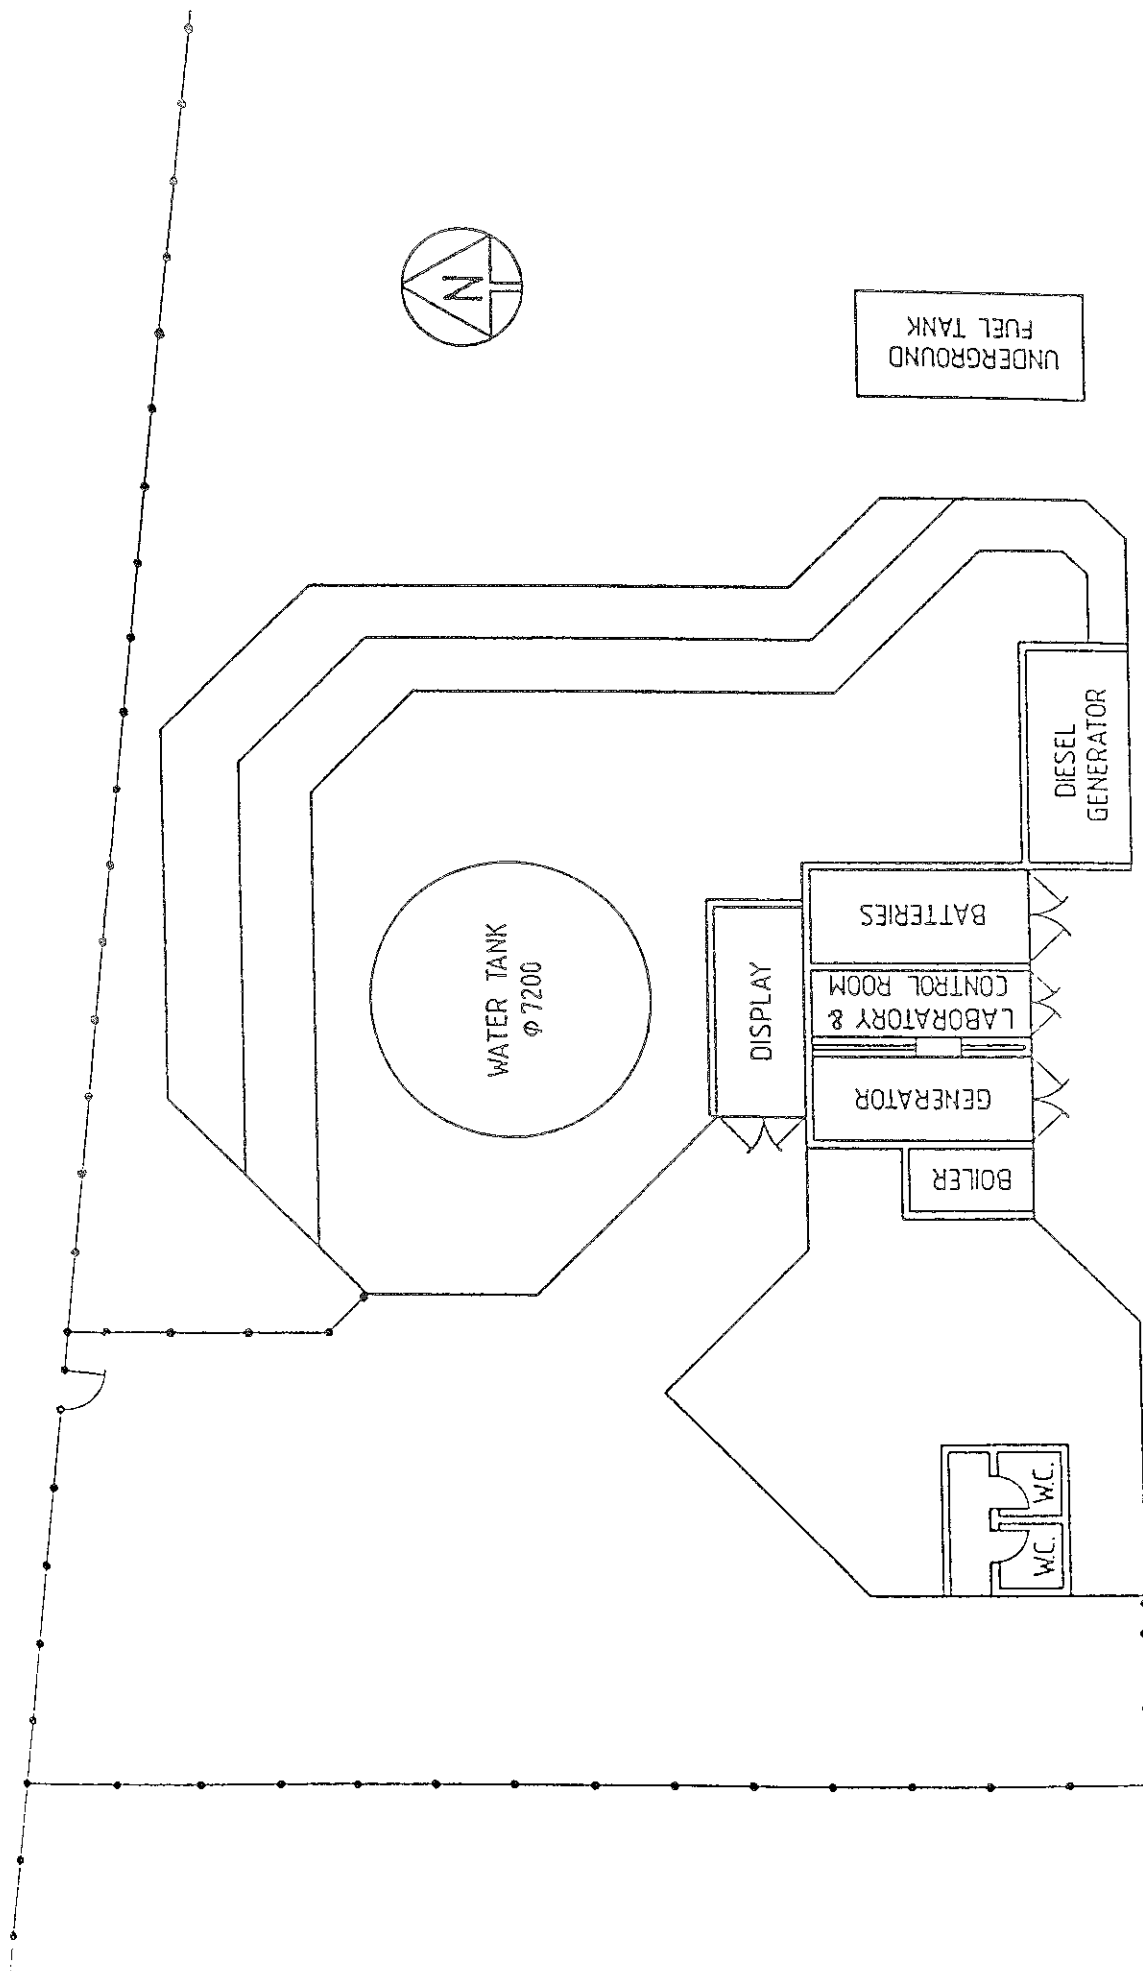 N
UNDERGROUND
FUEL TANK
DIESEL
GENERATOR
WATER TANK
Φ 7200
DISPLAY
BATTERIES
LABORATORY &
CONTROL ROOM
GENERATOR
BOILER
W.C.
W.C.